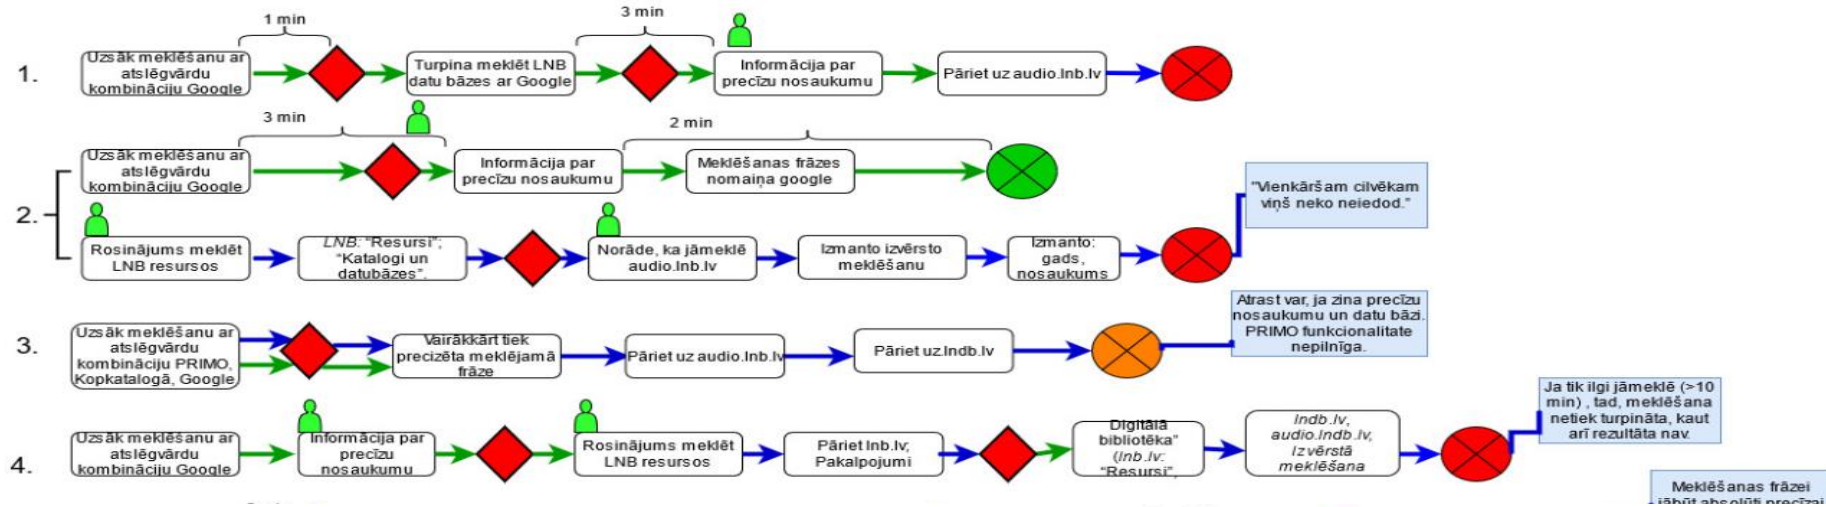 1 min
3 min
1.
Uzsāk meklēšanu ar
atslēgvārdu
kombināciju Google
Turpina meklēt LNB
datu bāzes ar Google
Informācija par
precīzu nosaukumu
Pāriet uz audio.lnb.lv
3 min
2 min
2.
Uzsāk meklēšanu ar
atslēgvārdu
kombināciju Google
Informācija par
precīzu nosaukumu
Meklēšanas frāzes
nomaiņa google
"Vienkāršam cilvēkam
viņš neko neiedod."
Rosinājums meklēt
LNB resursos
LNB: "Resursi";
"Katalogi un
datubāzes".
Norāde, ka jāmeklē
audio.lnb.lv
Izmanto izvērsto
meklēšanu
Izmanto:
gads,
nosaukums
3.
Uzsāk meklēšanu ar
atslēgvārdu
kombināciju PRIMO,
Kopkatalogā, Google
Vairākkārt tiek
precizēta meklējamā
frāze
Pāriet uz audio.lnb.lv
Pāriet uz.lndb.lv
Atrast var, ja zina precīzu
nosaukumu un datu bāzi.
PRIMO funkcionalitate
nepilnīga.
4.
Uzsāk meklēšanu ar
atslēgvārdu
kombināciju Google
Informācija par
precīzu
nosaukumu
Rosinājums meklēt
LNB resursos
Pāriet lnb.lv;
Pakalpojumi
Digitālā
bibliotēka"
(lnb.lv:
"Resursi",
lndb.lv,
audio.lndb.lv,
Izvērstā
meklēšana
Ja tik ilgi jāmeklē (>10
min) , tad, meklēšana
netiek turpināta, kaut
arī rezultāta nav.
Meklēšanas frāzei
jābūt absolūti precīzai